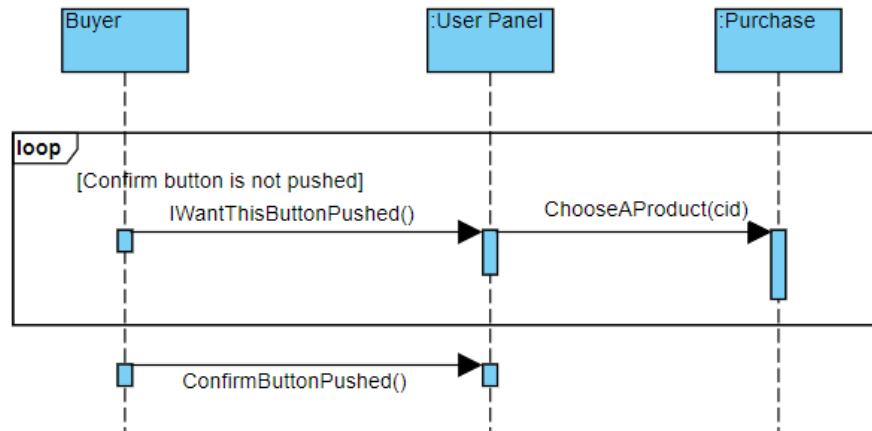 Buyer
:User Panel
:Purchase
loop
[Confirm button is not pushed]
IWantThisButtonPushed()
ChooseAProduct(cid)
ConfirmButtonPushed()